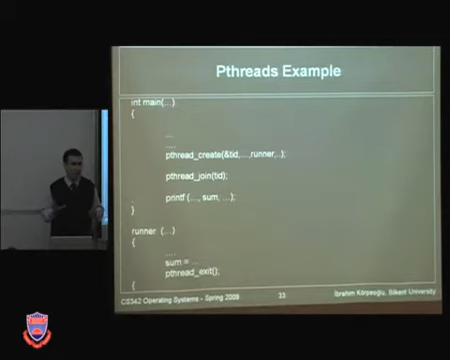 Pthreads Example
int main(…)
{
…
….
pthread_create(&tid,…,runner,..);
pthread_join(tid);
printf (…, sum, …);
}
runner (…)
{
….
sum = ..
pthread_exit();
{
CS342 Operating Systems - Spring 2009 33 İbrahim Körpeoğlu, Bilkent University